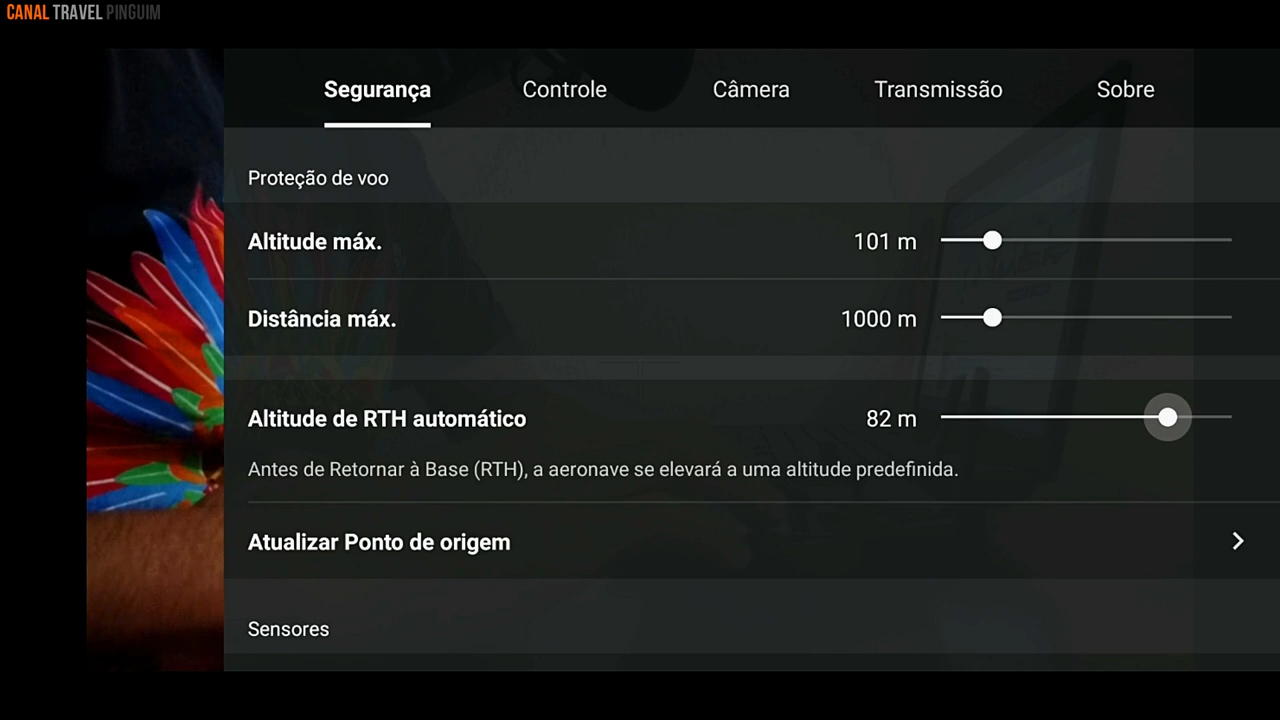 CANAL TRAVEL PINGUIM
Segurança Controle Câmera Transmissão Sobre
Proteção de voo
Altitude máx. 101 m
Distância máx. 1000 m
Altitude de RTH automático 82 m
Antes de Retornar à Base (RTH), a aeronave se elevará a uma altitude predefinida.
Atualizar Ponto de origem
Sensores